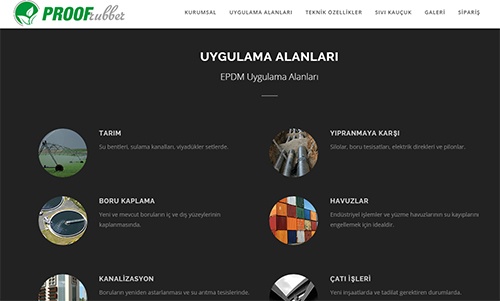 PROOF rubber
KURUMSAL UYGULAMA ALANLARI TEKNİK ÖZELLİKLER SIVI KAUÇUK GALERİ SİPARİŞ
UYGULAMA ALANLARI
EPDM Uygulama Alanları
TARIM
Su bentleri, sulama kanalları, viyadükler setlerde.
YIPRANMAYA KARŞI
Silolar, boru tesisatları, elektrik direkleri ve pilonlar.
BORU KAPLAMA
Yeni ve mevcut boruların iç ve dış yüzeylerinin
kaplanmasında.
HAVUZLAR
Endüstriyel işlemler ve yüzme havuzlarının su kayıplarını
engellemek için idealdir.
KANALİZASYON
Boruların yeniden astarlanması ve su arıtma tesislerinde.
ÇATI İŞLERİ
Yeni inşaatlarda ve tadilat gerektiren durumlarda.